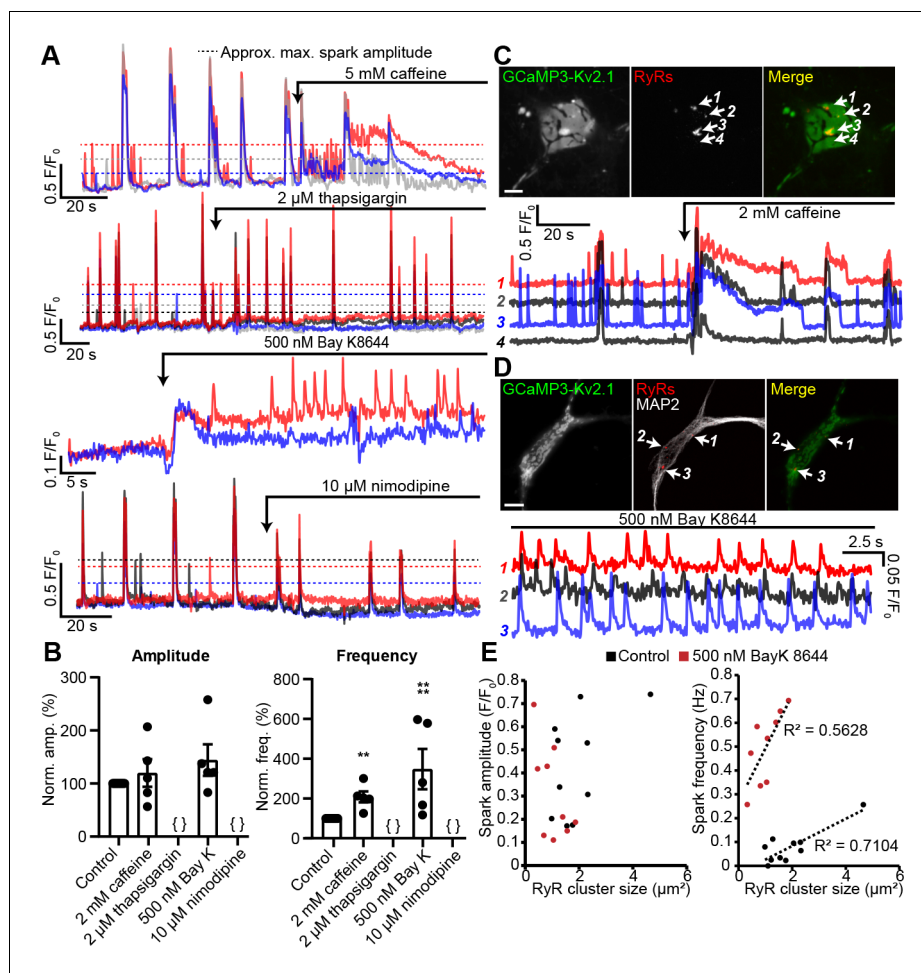 A
Approx. max. spark amplitude
5 mM caffeine
0.5 F/F₀
20 s
2 µM thapsigargin
0.5 F/F₀
20 s
500 nM Bay K8644
0.1 F/F₀
5 s
10 µM nimodipine
0.5 F/F₀
20 s
B
Amplitude
Norm. amp. (%)
300
200
100
0
{ }
{ }
Control
2 mM caffeine
2 µM thapsigargin
500 nM Bay K
10 µM nimodipine
Frequency
Norm. freq. (%)
800
600
400
200
0
**
{ }
**
**
{ }
Control
2 mM caffeine
2 µM thapsigargin
500 nM Bay K
10 µM nimodipine
C
GCaMP3-Kv2.1
RyRs
Merge
1
2
3
4
1
2
3
4
0.5 F/F₀
20 s
2 mM caffeine
1
2
3
4
D
GCaMP3-Kv2.1
RyRs
MAP2
Merge
2
1
3
2
1
3
500 nM Bay K8644
2.5 s
0.05 F/F₀
1
2
3
E
Control
500 nM BayK 8644
Spark amplitude (F/F₀)
0.8
0.7
0.6
0.5
0.4
0.3
0.2
0.1
0
0
2
4
6
RyR cluster size (µm²)
Spark frequency (Hz)
0.8
0.7
0.6
0.5
0.4
0.3
0.2
0.1
0
R² = 0.5628
R² = 0.7104
0
2
4
6
RyR cluster size (µm²)